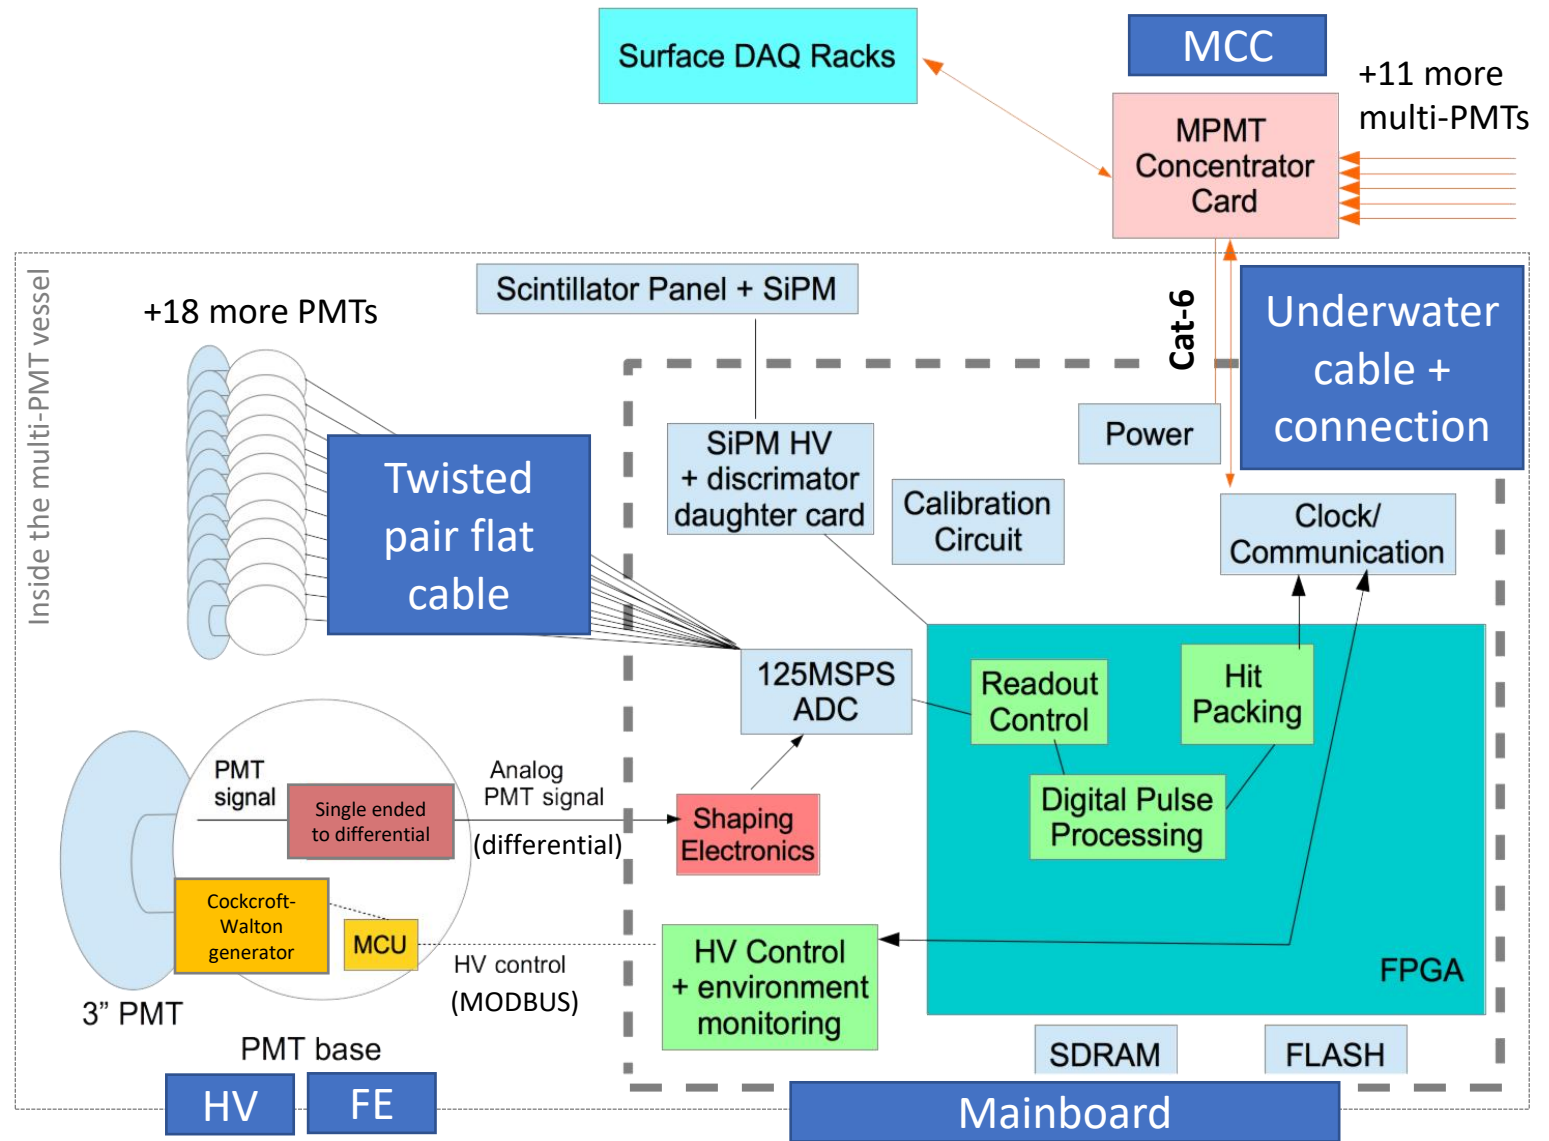 Surface DAQ Racks
MCC
+11 more
multi-PMTs
MPMT
Concentrator
Card
Inside the multi-PMT vessel
Scintillator Panel + SiPM
+18 more PMTs
Cat-6
Underwater
cable +
connection
Twisted
pair flat
cable
SiPM HV
+ discrimator
daughter card
Power
Calibration
Circuit
Clock/
Communication
125MSPS
ADC
Readout
Control
Hit
Packing
Digital Pulse
Processing
PMT
signal
Single ended
to differential
Analog
PMT signal
(differential)
Shaping
Electronics
Cockcroft-
Walton
generator
MCU
HV control
(MODBUS)
HV Control
+ environment
monitoring
FPGA
3” PMT
PMT base
SDRAM
FLASH
HV
FE
Mainboard